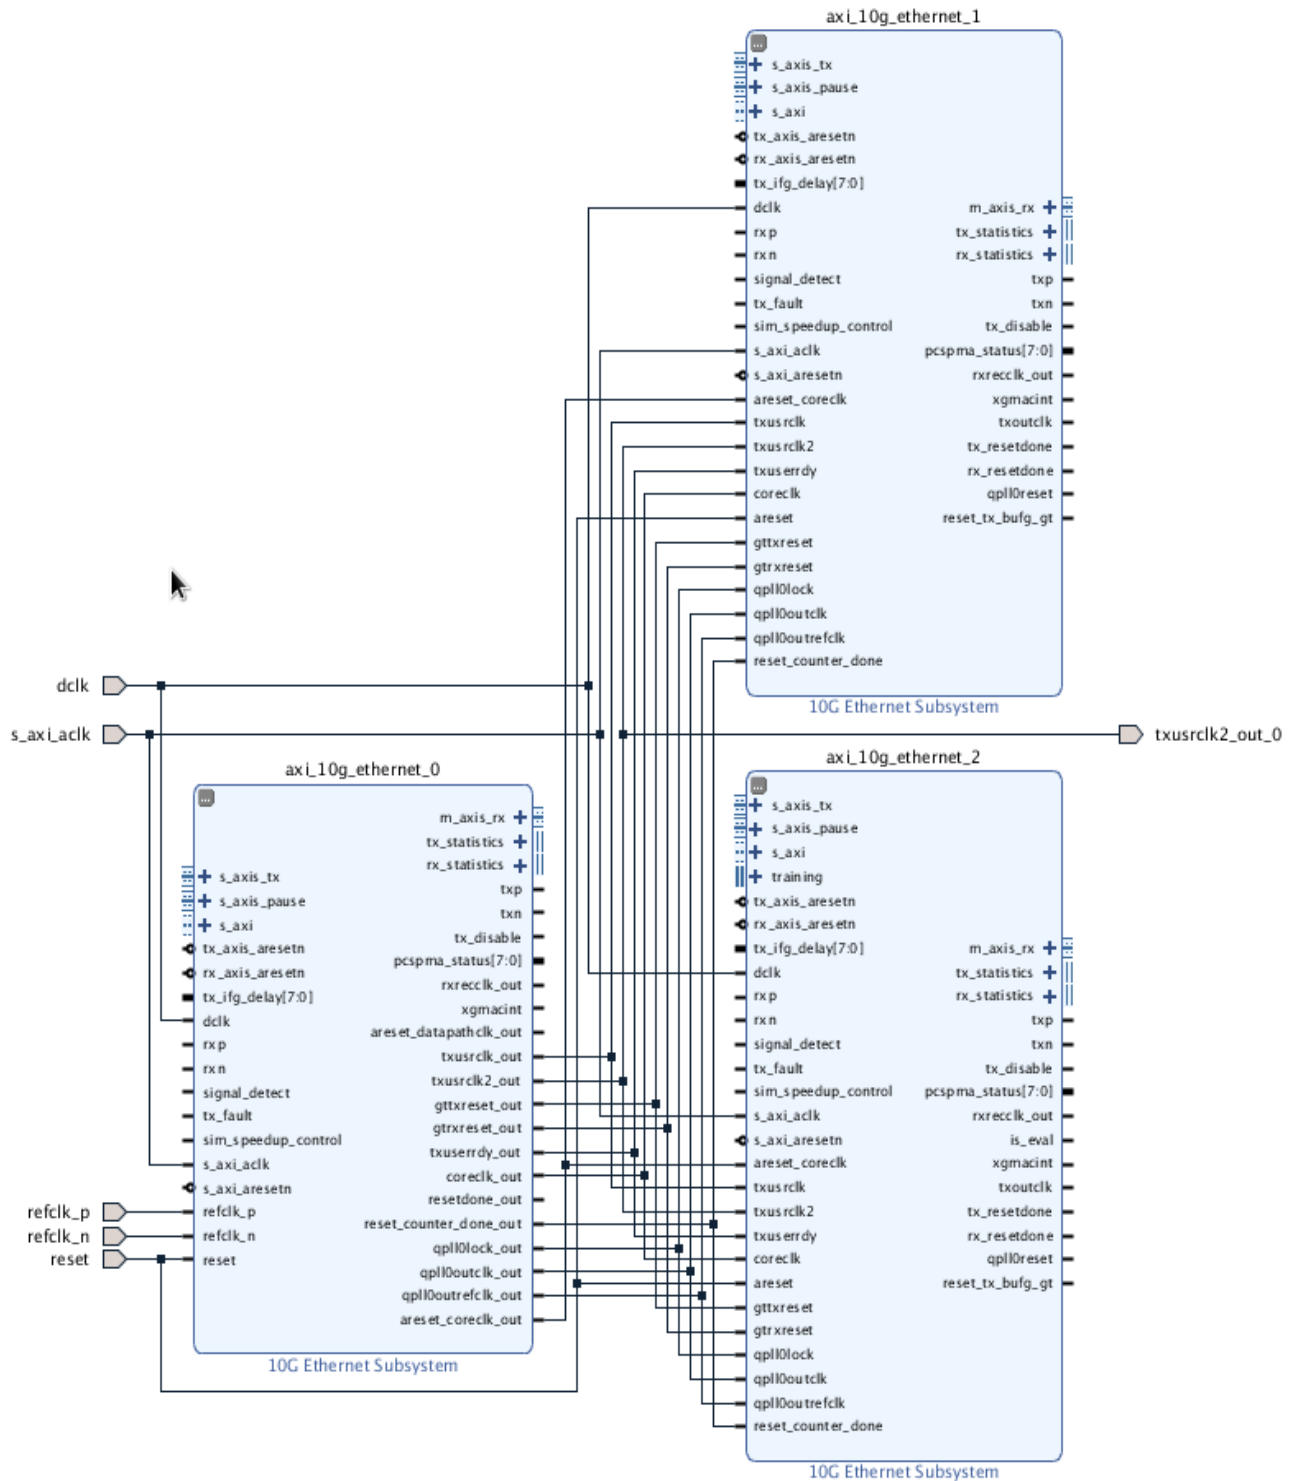 axi_10g_ethernet_1
...
s_axis_tx
s_axis_pause
s_axi
tx_axis_aresetn
rx_axis_aresetn
tx_ifg_delay[7:0]
dclk
rxp
rxn
signal_detect
tx_fault
sim_speedup_control
s_axi_aclk
s_axi_aresetn
areset_coreclk
txusrclk
txusrclk2
txuserrdy
coreclk
areset
gttxreset
gtrxreset
qpll0lock
qpll0outclk
qpll0outrefclk
reset_counter_done
m_axis_rx
tx_statistics
rx_statistics
txp
txn
tx_disable
pcspma_status[7:0]
rxrecclk_out
xgmacint
txoutclk
tx_resetdone
rx_resetdone
qpll0reset
reset_tx_bufg_gt
10G Ethernet Subsystem
dclk
s_axi_aclk
refclk_p
refclk_n
reset
txusrclk2_out_0
axi_10g_ethernet_0
...
s_axis_tx
s_axis_pause
s_axi
tx_axis_aresetn
rx_axis_aresetn
tx_ifg_delay[7:0]
dclk
rxp
rxn
signal_detect
tx_fault
sim_speedup_control
s_axi_aclk
s_axi_aresetn
refclk_p
refclk_n
reset
m_axis_rx
tx_statistics
rx_statistics
txp
txn
tx_disable
pcspma_status[7:0]
rxrecclk_out
xgmacint
areset_datapathclk_out
txusrclk_out
txusrclk2_out
gttxreset_out
gtrxreset_out
txuserrdy_out
coreclk_out
resetdone_out
reset_counter_done_out
qpll0lock_out
qpll0outclk_out
qpll0outrefclk_out
areset_coreclk_out
10G Ethernet Subsystem
axi_10g_ethernet_2
...
s_axis_tx
s_axis_pause
s_axi
training
tx_axis_aresetn
rx_axis_aresetn
tx_ifg_delay[7:0]
dclk
rxp
rxn
signal_detect
tx_fault
sim_speedup_control
s_axi_aclk
s_axi_aresetn
areset_coreclk
txusrclk
txusrclk2
txuserrdy
coreclk
areset
gttxreset
gtrxreset
qpll0lock
qpll0outclk
qpll0outrefclk
reset_counter_done
m_axis_rx
tx_statistics
rx_statistics
txp
txn
tx_disable
pcspma_status[7:0]
rxrecclk_out
is_eval
xgmacint
txoutclk
tx_resetdone
rx_resetdone
qpll0reset
reset_tx_bufg_gt
10G Ethernet Subsystem